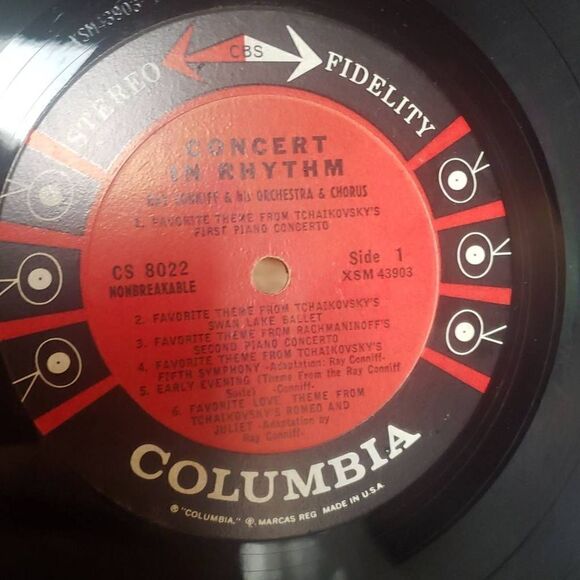 XSM43903
STEREO CBS FIDELITY
CONCERT
IN RHYTHM
RAY CONNIFF & his ORCHESTRA & CHORUS
1. FAVORITE THEME FROM TCHAIKOVSKY'S
FIRST PIANO CONCERTO
CS 8022
NONBREAKABLE
Side 1
XSM 43903
2. FAVORITE THEME FROM TCHAIKOVSKY'S
SWAN LAKE BALLET
3. FAVORITE THEME FROM RACHMANINOFF'S
SECOND PIANO CONCERTO
4. FAVORITE THEME FROM TCHAIKOVSKY'S
FIFTH SYMPHONY -Adaptation: Ray Conniff-
5. EARLY EVENING (Theme From the Ray Conniff
Suite) -Conniff-
6. FAVORITE LOVE THEME FROM
TCHAIKOVSKY'S ROMEO AND
JULIET -Adaptation by
Ray Conniff-
COLUMBIA
® "COLUMBIA," ℗. MARCAS REG. MADE IN U.S.A.